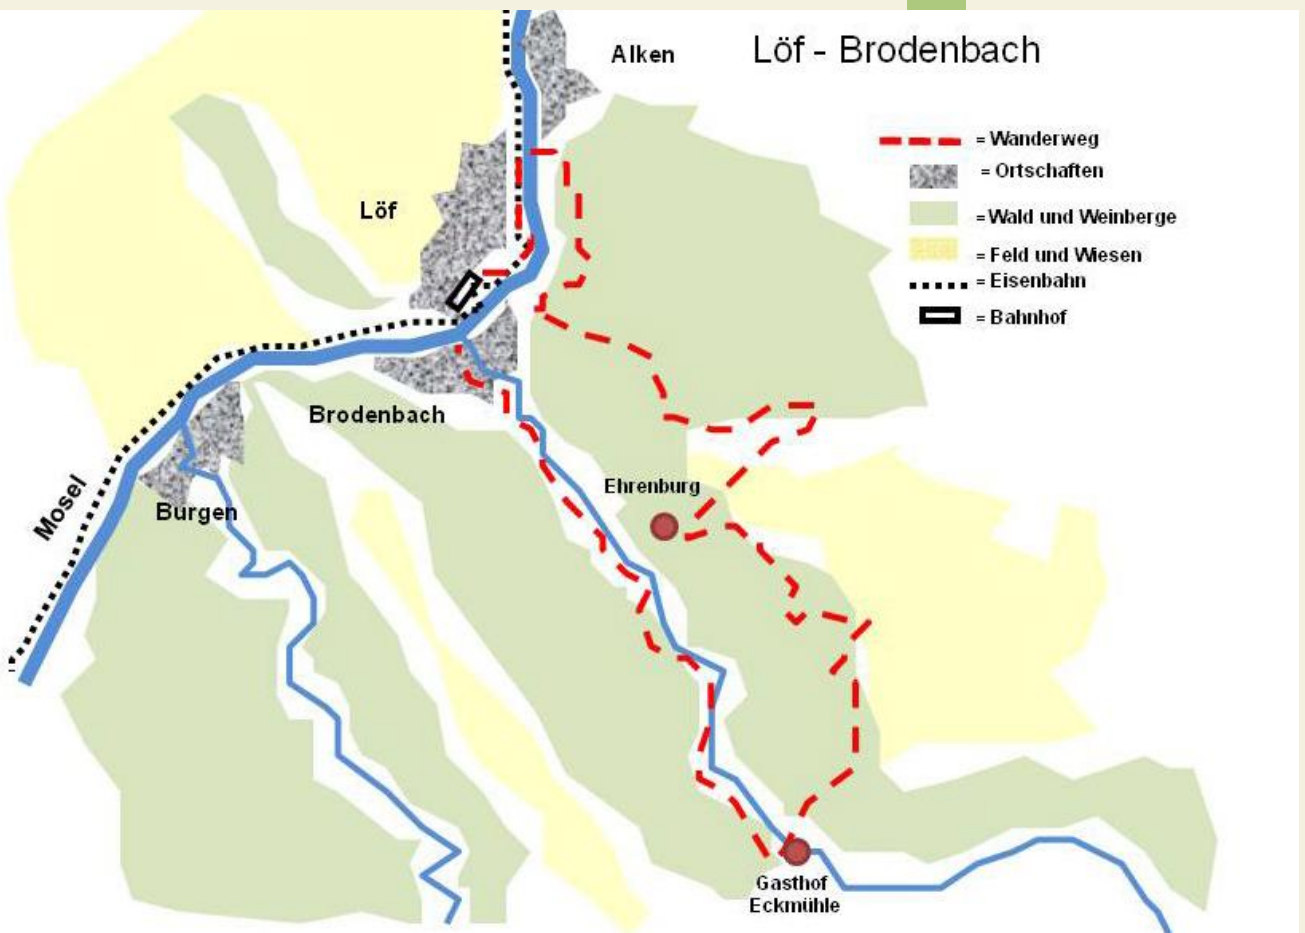 Löf - Brodenbach
Alken
= Wanderweg
= Ortschaften
= Wald und Weinberge
= Feld und Wiesen
= Eisenbahn
= Bahnhof
Löf
Brodenbach
Mosel
Burgen
Ehrenburg
Gasthof
Eckmühle